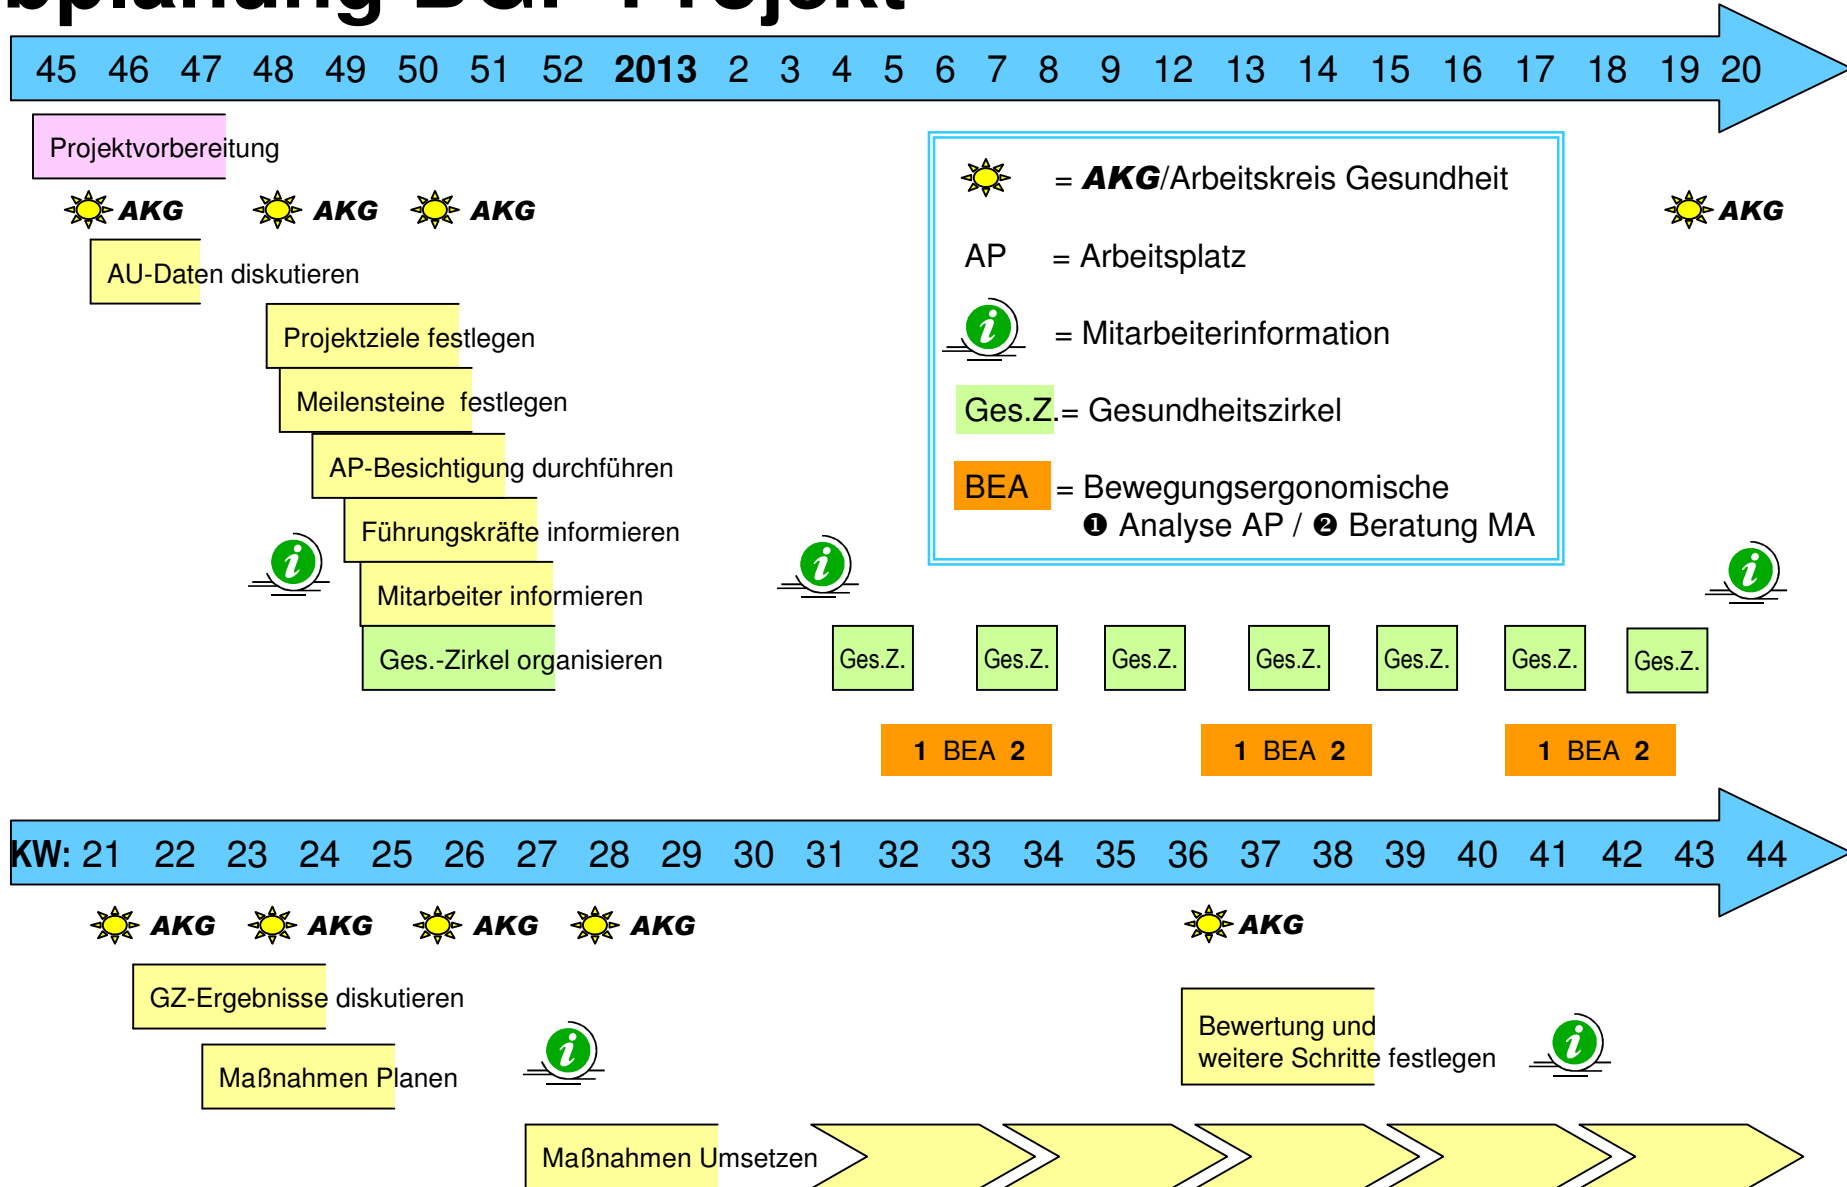 bplanung BGF-Projekt
45 46 47 48 49 50 51 52 2013 2 3 4 5 6 7 8 9 12 13 14 15 16 17 18 19 20
Projektvorbereitung
AKG AKG AKG AKG
= AKG/Arbeitskreis Gesundheit
AP = Arbeitsplatz
i = Mitarbeiterinformation
Ges.Z.= Gesundheitszirkel
BEA = Bewegungsergonomische
❶ Analyse AP / ❷ Beratung MA
AU-Daten diskutieren
Projektziele festlegen
Meilensteine festlegen
AP-Besichtigung durchführen
Führungskräfte informieren
i i i
Mitarbeiter informieren
Ges.-Zirkel organisieren
Ges.Z. Ges.Z. Ges.Z. Ges.Z. Ges.Z. Ges.Z. Ges.Z.
1 BEA 2 1 BEA 2 1 BEA 2
KW: 21 22 23 24 25 26 27 28 29 30 31 32 33 34 35 36 37 38 39 40 41 42 43 44
AKG AKG AKG AKG AKG
GZ-Ergebnisse diskutieren
Bewertung und
weitere Schritte festlegen
i i
Maßnahmen Planen
Maßnahmen Umsetzen